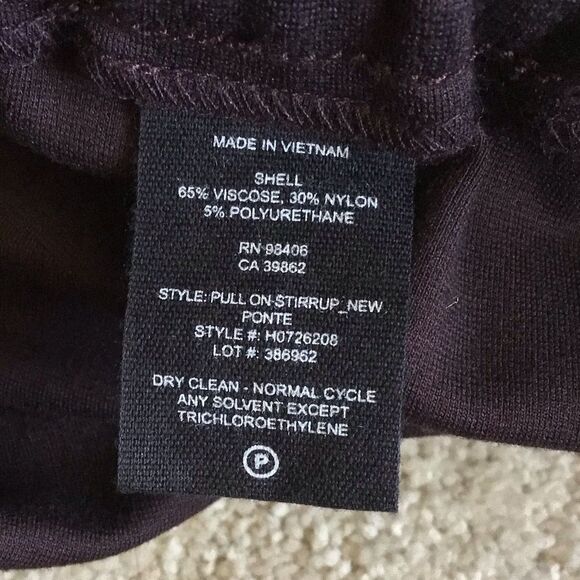 MADE IN VIETNAM
SHELL
65% VISCOSE, 30% NYLON
5% POLYURETHANE
RN 98406
CA 39862
STYLE: PULL ON STIRRUP_NEW
PONTE
STYLE #: H0726208
LOT #: 386962
DRY CLEAN - NORMAL CYCLE
ANY SOLVENT EXCEPT
TRICHLOROETHYLENE
P